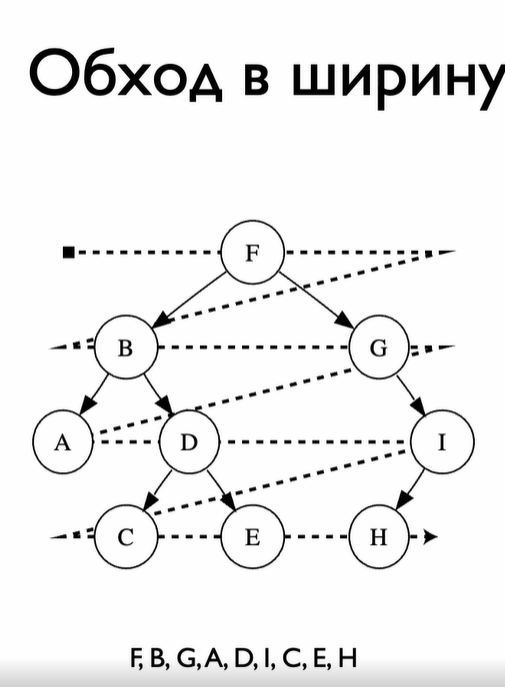 Обход в ширину
F
B
G
A
D
I
C
E
H
F, B, G,A, D, I, C, E, H